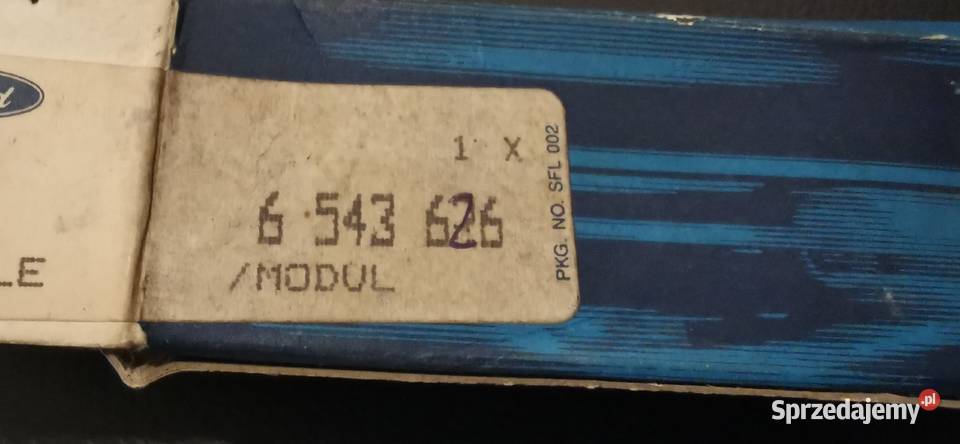 1 X
6 543 626
/MODUL
LE
PKG. NO. SFL 002
Sprzedajemy.pl